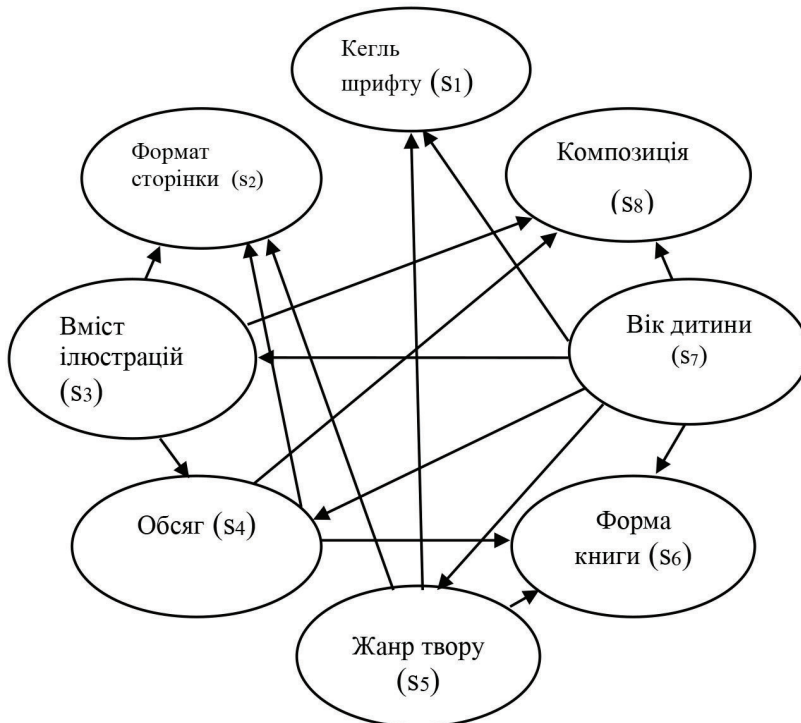 Кегль
шрифту (s1)
Формат
сторінки (s2)
Композиція
(s8)
Вміст
ілюстрацій
(s3)
Вік дитини
(s7)
Обсяг (s4)
Форма
книги (s6)
Жанр твору
(s5)